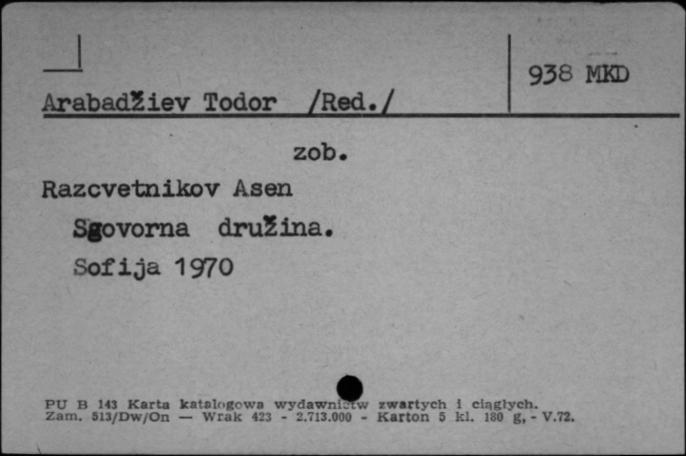 938 MKD
Arabadžiev Todor /Red./
zob.
Razcvetnikov Asen
Sgovorna družina.
Sofija 1970
PU B 143 Karta katalogowa wydawnictw zwartych i ciągłych.
Zam. 513/Dw/On — Wrak 423 - 2.713.000 - Karton 5 kl. 180 g, - V.72.